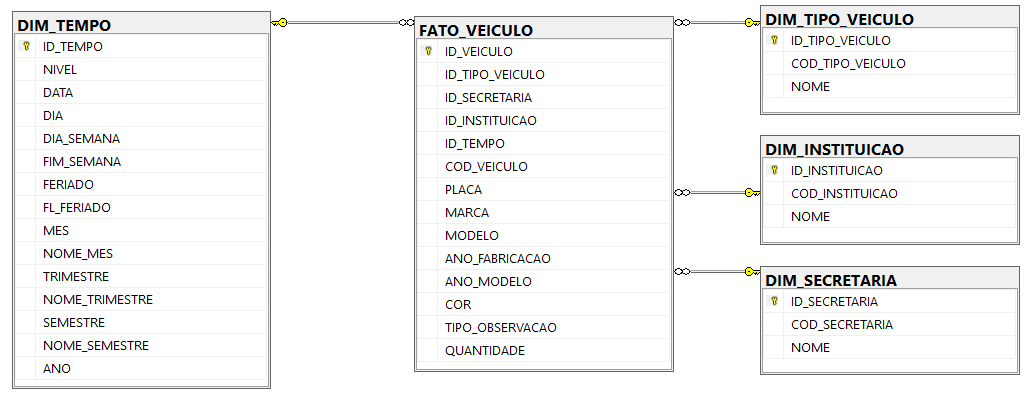 DIM_TEMPO
ID_TEMPO
NIVEL
DATA
DIA
DIA_SEMANA
FIM_SEMANA
FERIADO
FL_FERIADO
MES
NOME_MES
TRIMESTRE
NOME_TRIMESTRE
SEMESTRE
NOME_SEMESTRE
ANO
FATO_VEICULO
ID_VEICULO
ID_TIPO_VEICULO
ID_SECRETARIA
ID_INSTITUICAO
ID_TEMPO
COD_VEICULO
PLACA
MARCA
MODELO
ANO_FABRICACAO
ANO_MODELO
COR
TIPO_OBSERVACAO
QUANTIDADE
DIM_TIPO_VEICULO
ID_TIPO_VEICULO
COD_TIPO_VEICULO
NOME
DIM_INSTITUICAO
ID_INSTITUICAO
COD_INSTITUICAO
NOME
DIM_SECRETARIA
ID_SECRETARIA
COD_SECRETARIA
NOME